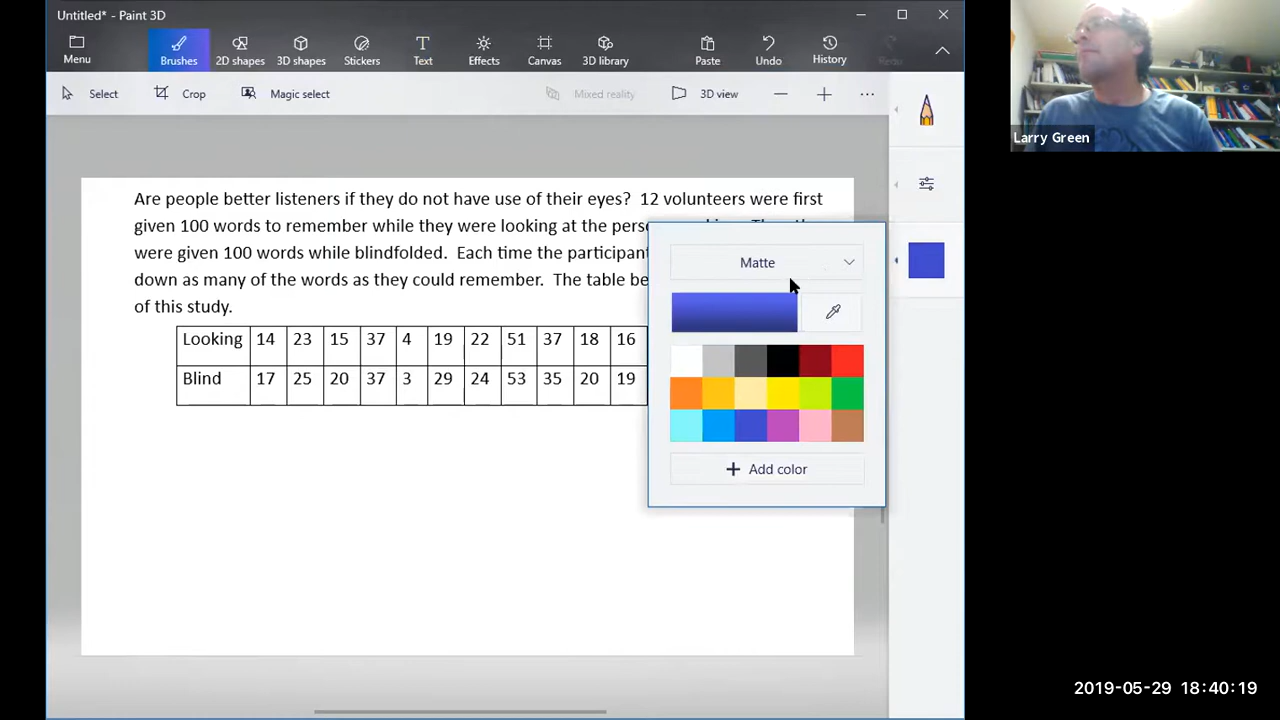 Untitled* - Paint 3D
Menu
Brushes
2D shapes
3D shapes
Stickers
Text
Effects
Canvas
3D library
Paste
Undo
History
Redo
Select
Crop
Magic select
Mixed reality
3D view
Larry Green
Are people better listeners if they do not have use of their eyes? 12 volunteers were first
given 100 words to remember while they were looking at the
were given 100 words while blindfolded. Each time the
down as many of the words as they could remember. The table
of this study.
Looking 14 23 15 37 4 19 22 51 37 18 16
Blind 17 25 20 37 3 29 24 53 35 20 19
Matte
Add color
2019-05-29 18:40:19